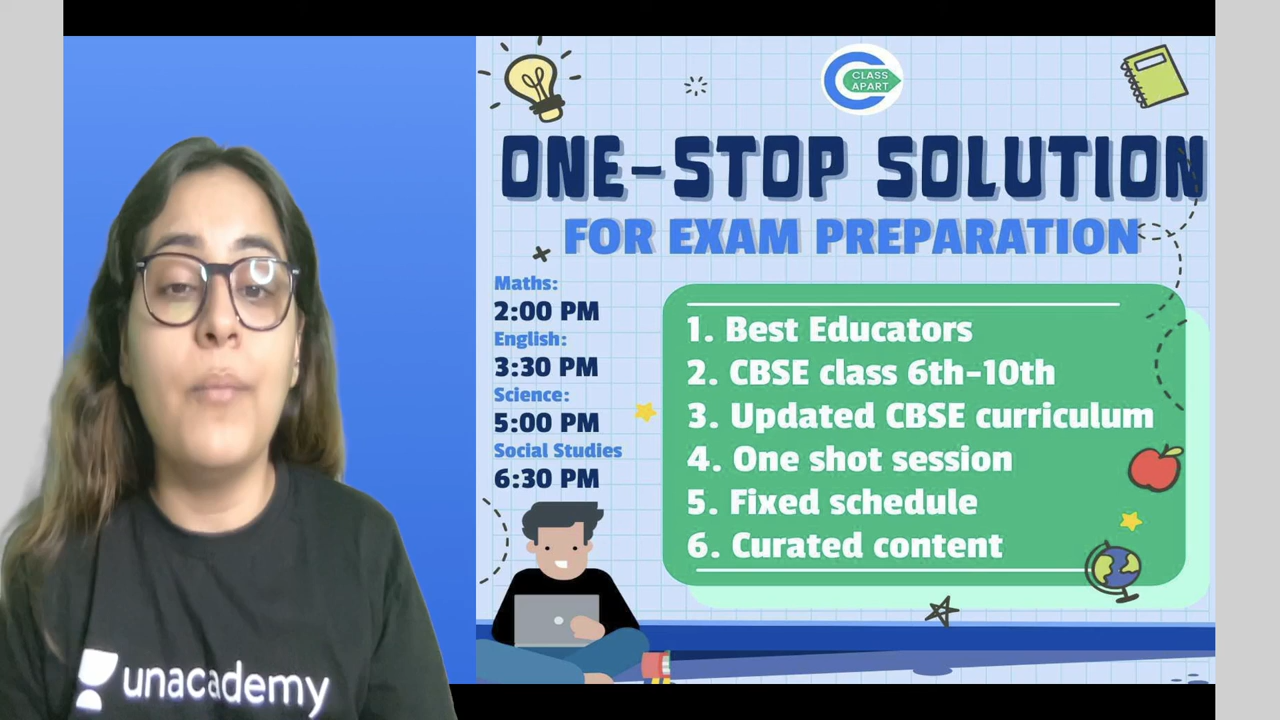 CLASS
APART
ONE-STOP SOLUTION
FOR EXAM PREPARATION
Maths:
2:00 PM
English:
3:30 PM
Science:
5:00 PM
Social Studies
6:30 PM
1. Best Educators
2. CBSE class 6th-10th
3. Updated CBSE curriculum
4. One shot session
5. Fixed schedule
6. Curated content
unacademy